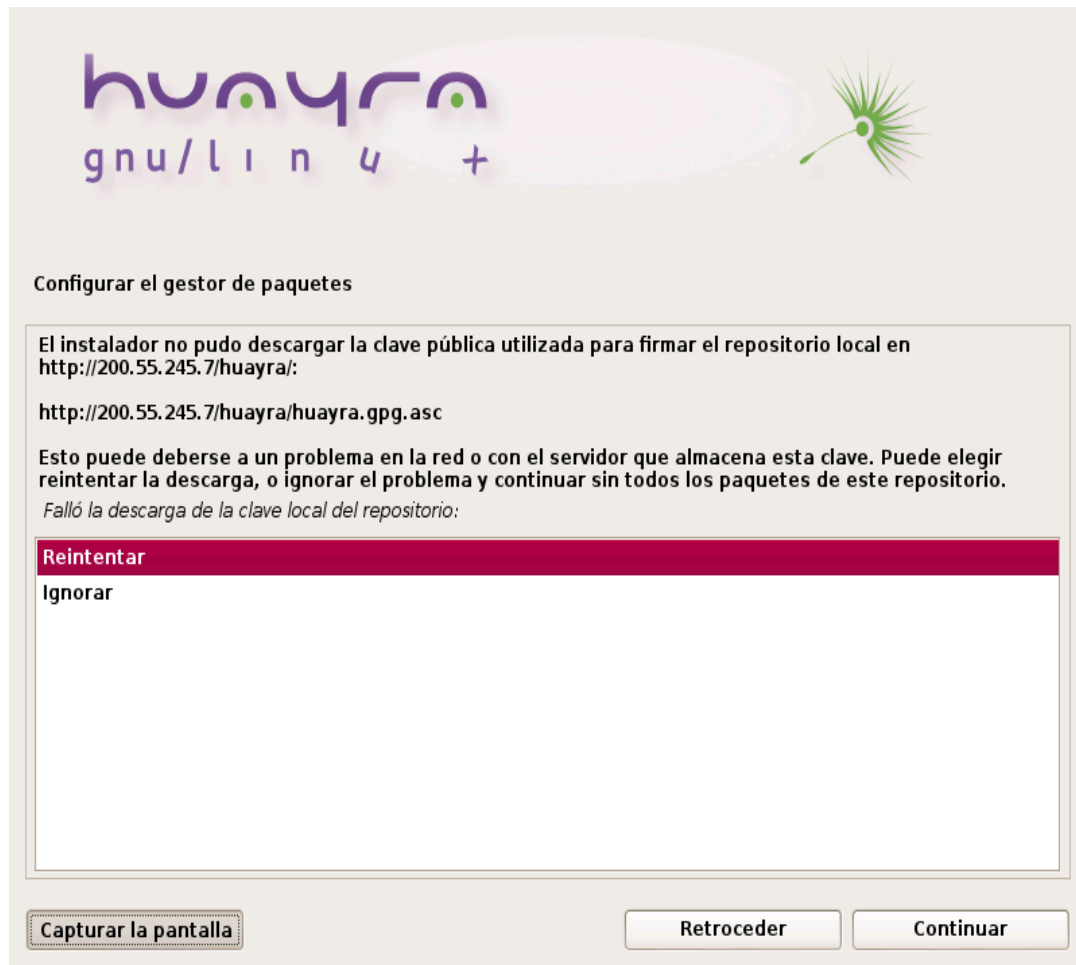 huayra
gnu/linux +
Configurar el gestor de paquetes
El instalador no pudo descargar la clave pública utilizada para firmar el repositorio local en
http://200.55.245.7/huayra/:
http://200.55.245.7/huayra/huayra.gpg.asc
Esto puede deberse a un problema en la red o con el servidor que almacena esta clave. Puede elegir
reintentar la descarga, o ignorar el problema y continuar sin todos los paquetes de este repositorio.
Falló la descarga de la clave local del repositorio:
Reintentar
Ignorar
Capturar la pantalla
Retroceder
Continuar